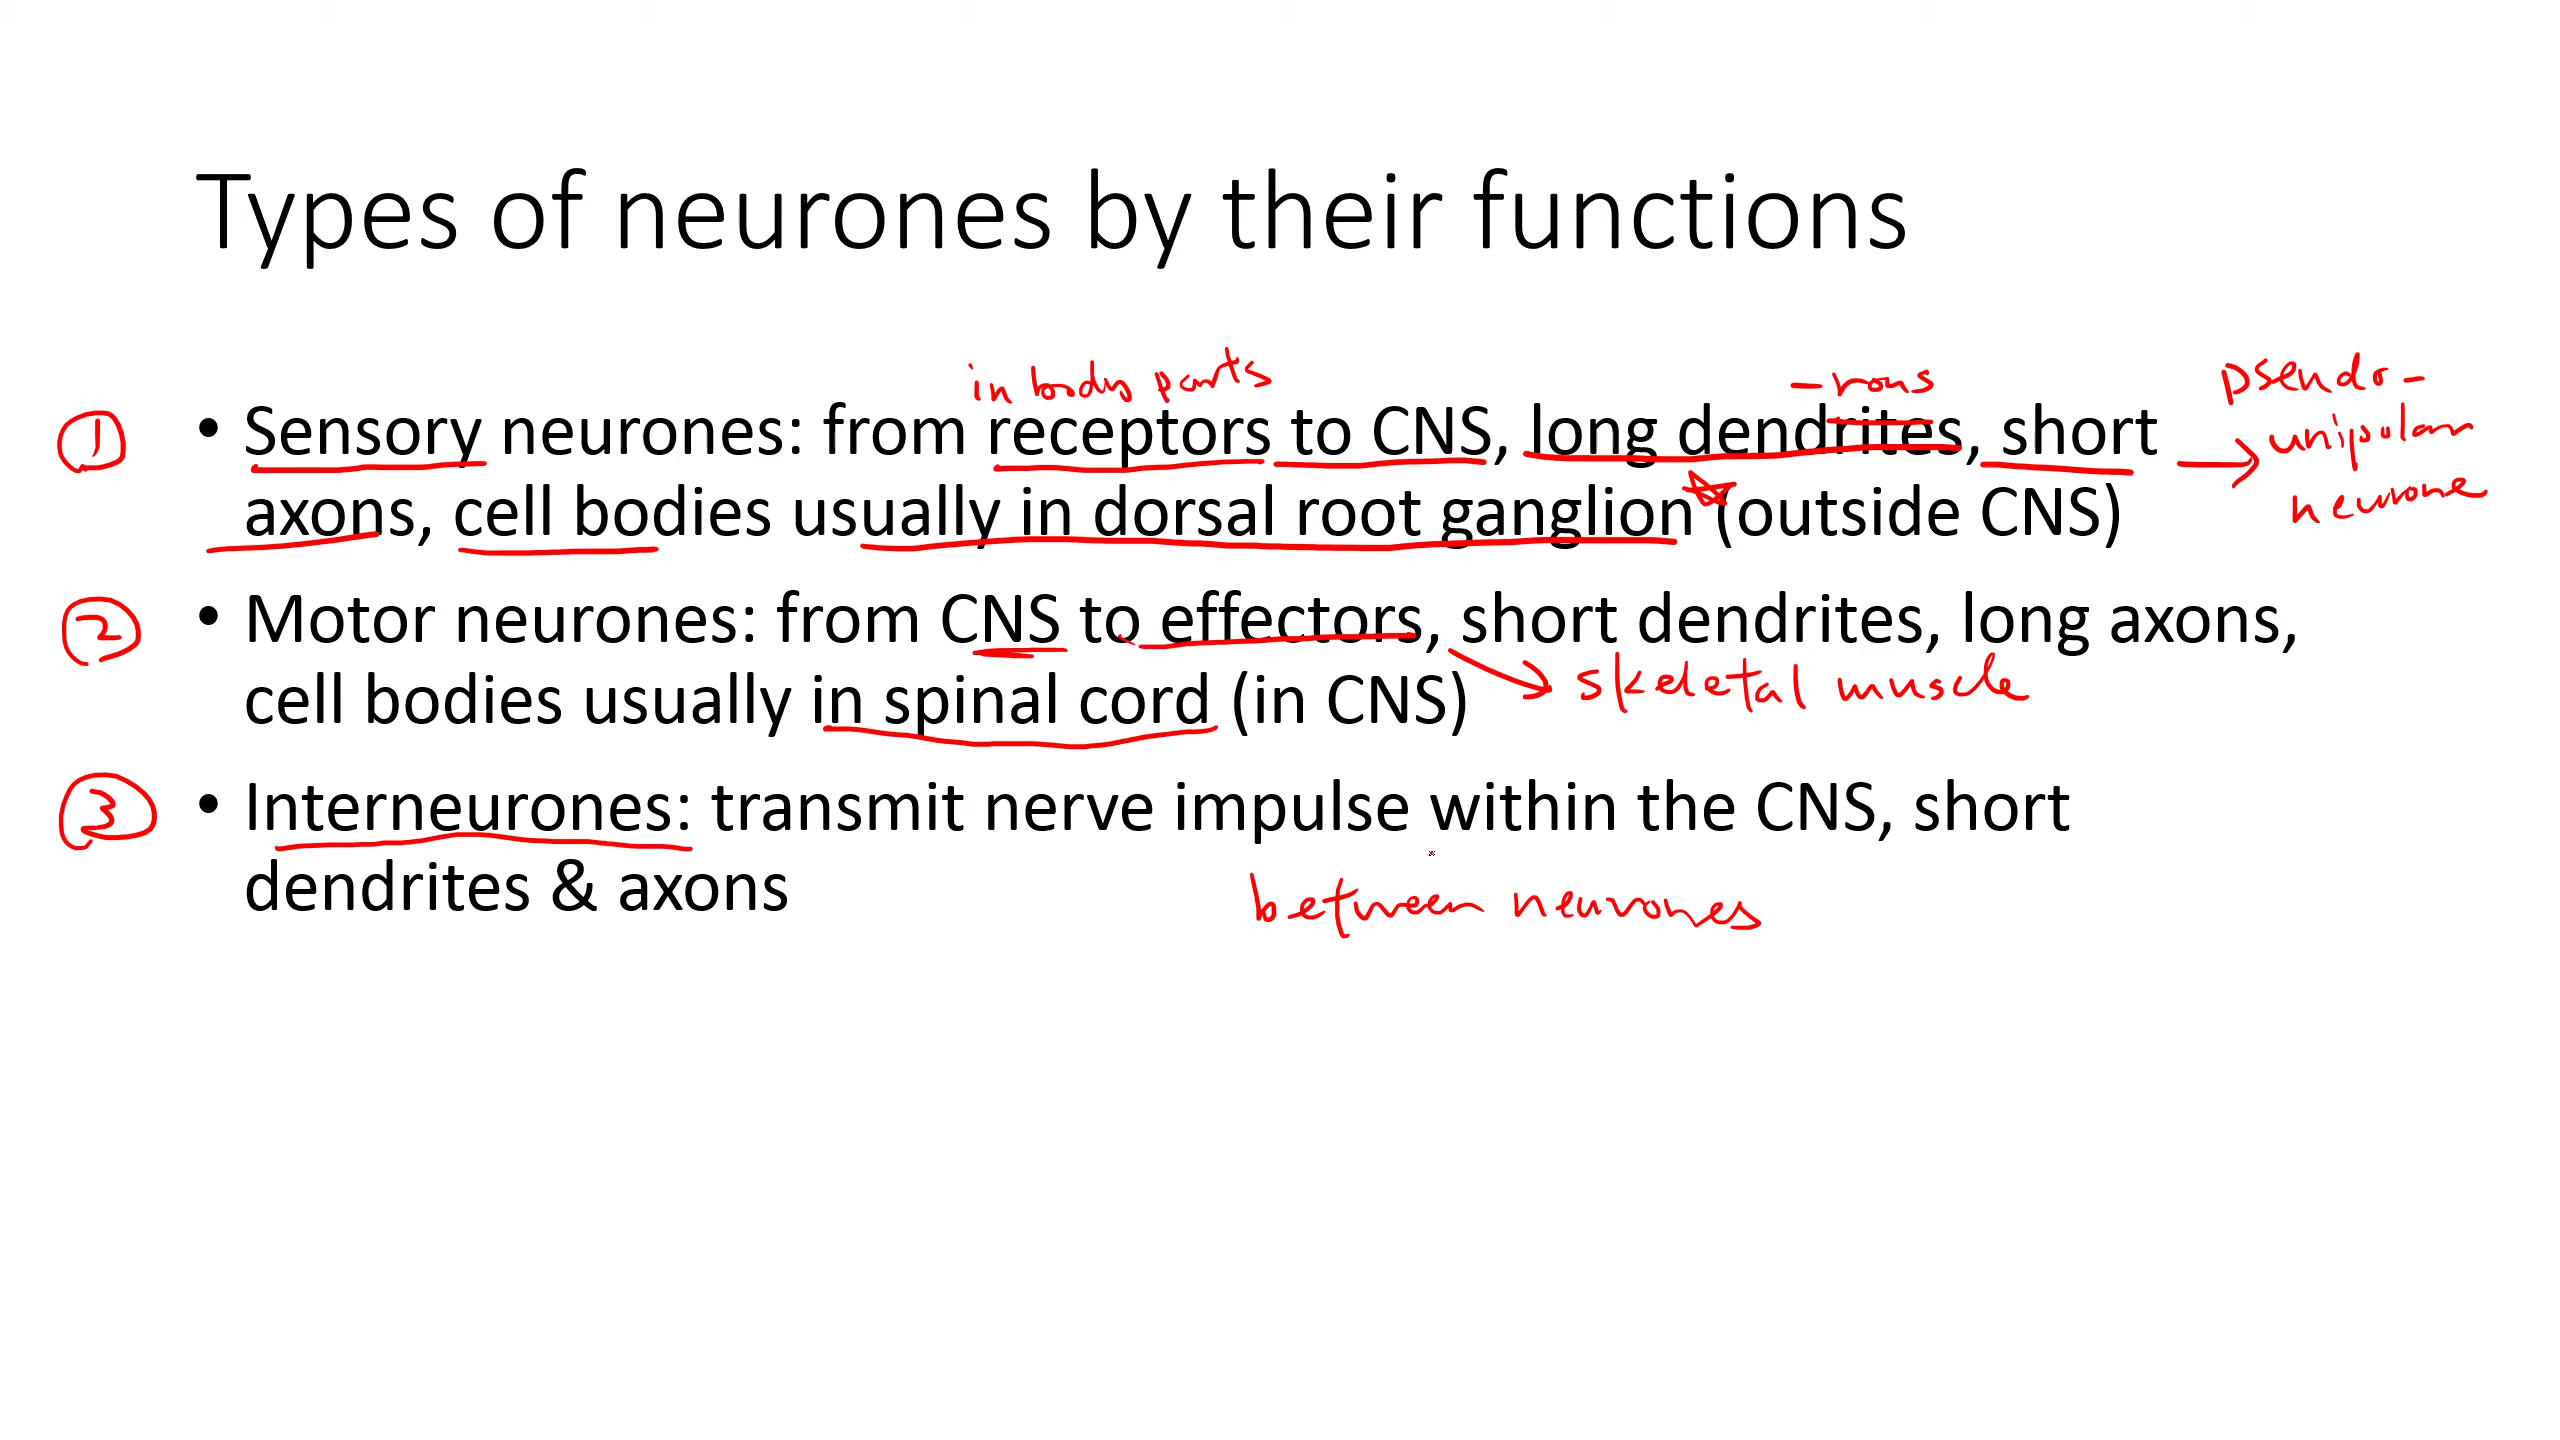 Types of neurones by their functions
in body parts
-rons
pseudo-
① • Sensory neurones: from receptors to CNS, long dendrites, short
unipolar
axons, cell bodies usually in dorsal root ganglion (outside CNS)
neurone
② • Motor neurones: from CNS to effectors, short dendrites, long axons,
skeletal muscle
cell bodies usually in spinal cord (in CNS)
③ • Interneurones: transmit nerve impulse within the CNS, short
dendrites & axons
between neurones